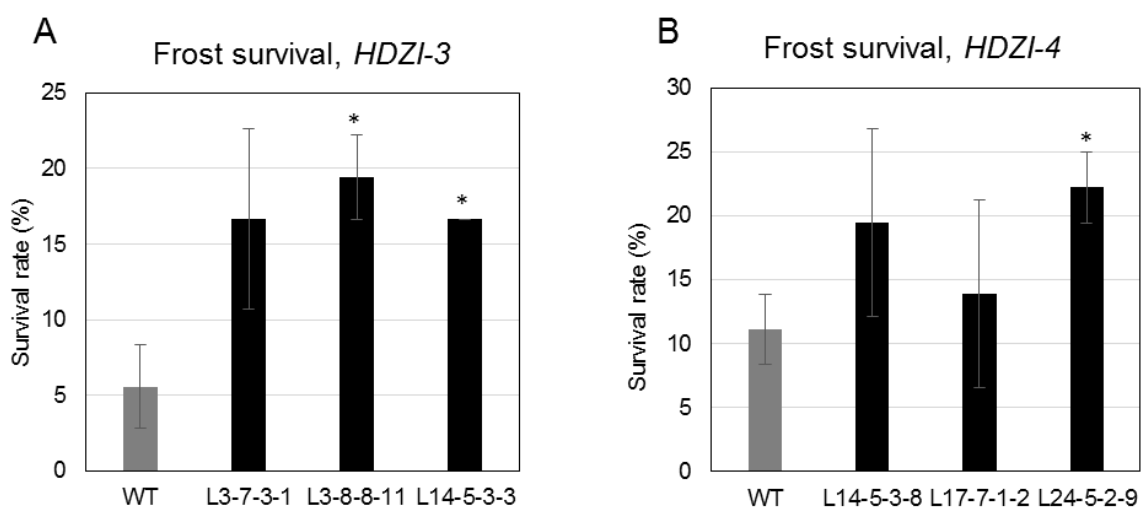 A
Frost survival, HDZI-3
25
20
15
10
5
0
Survival rate (%)
*
*
WT L3-7-3-1 L3-8-8-11 L14-5-3-3
B
Frost survival, HDZI-4
30
25
20
15
10
5
0
Survival rate (%)
*
WT L14-5-3-8 L17-7-1-2 L24-5-2-9